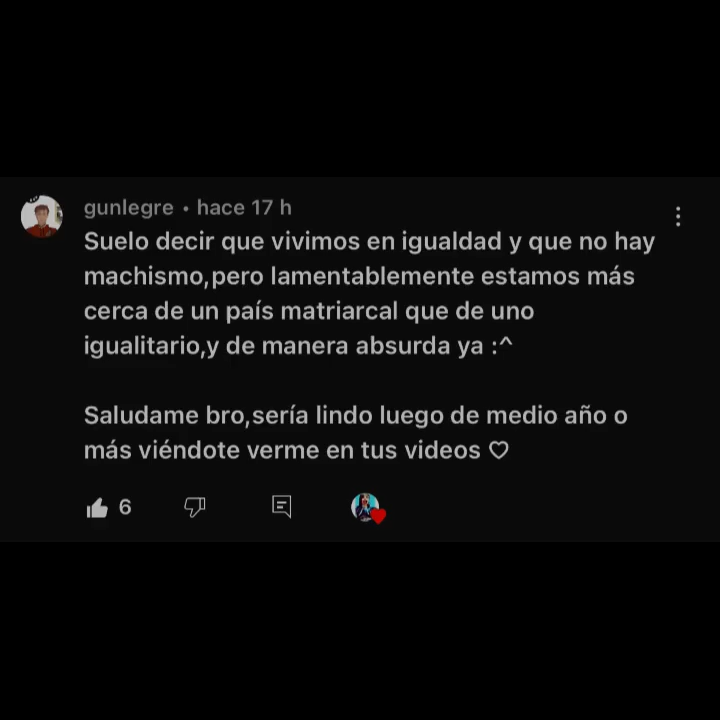 gunlegre • hace 17 h
Suelo decir que vivimos en igualdad y que no hay
machismo,pero lamentablemente estamos más
cerca de un país matriarcal que de uno
igualitario,y de manera absurda ya :^
Saludame bro,sería lindo luego de medio año o
más viéndote verme en tus videos ♡
6